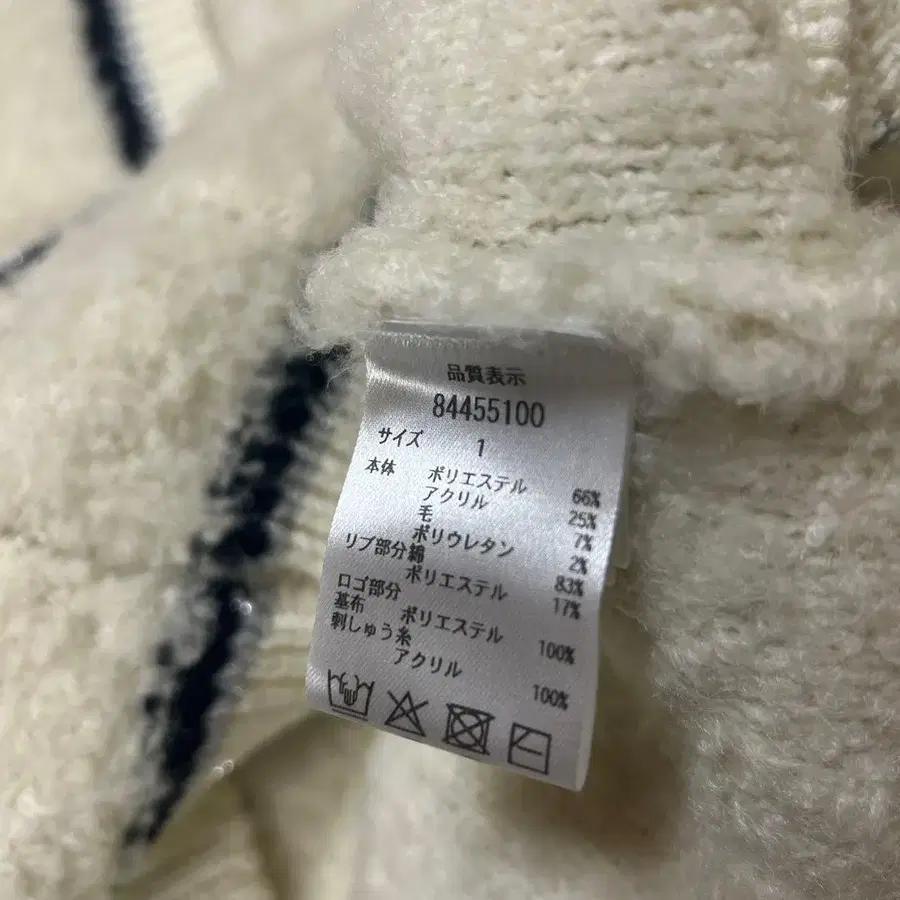 品質表示
84455100
サイズ 1
本体 ポリエステル 66%
アクリル 25%
毛 7%
ポリウレタン 2%
リブ部分 綿 83%
ポリエステル 17%
ロゴ部分
基布 ポリエステル 100%
刺しゅう糸
アクリル 100%